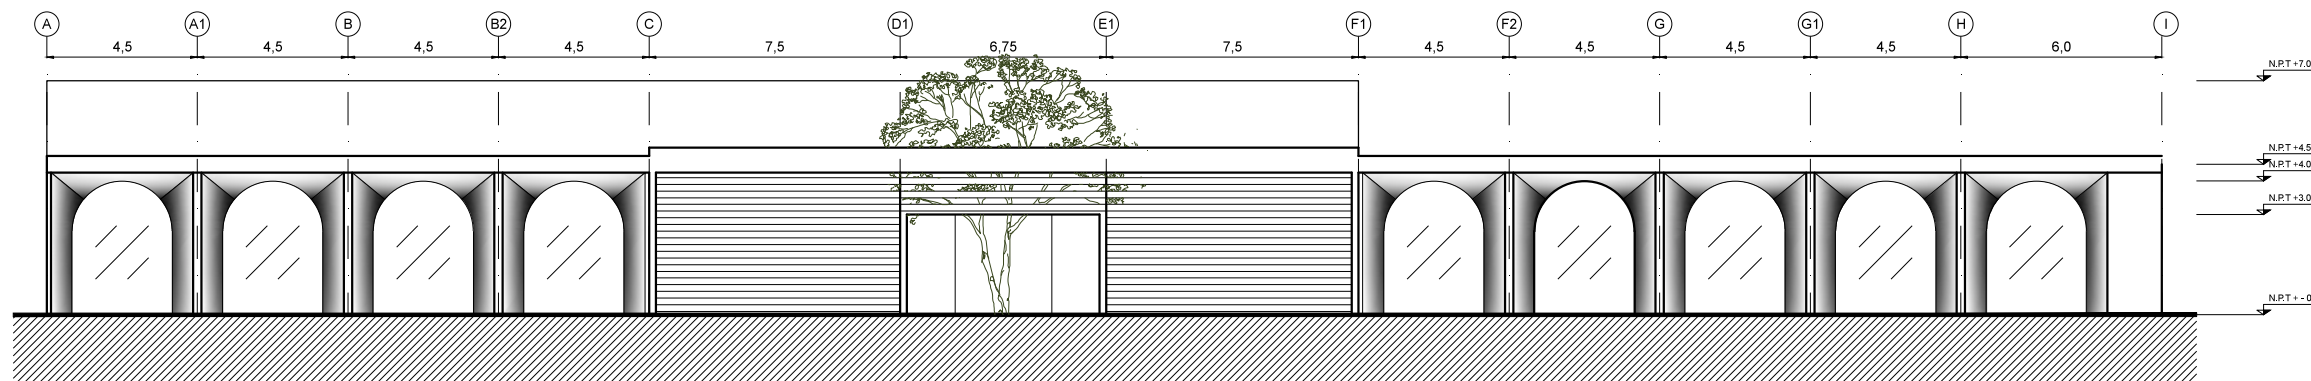 A A1 B B2 C D1 E1 F1 F2 G G1 H I
4,5 4,5 4,5 4,5 7,5 6,75 7,5 4,5 4,5 4,5 4,5 6,0
N.P.T +7.0
N.P.T +4.5
N.P.T +4.0
N.P.T +3.0
N.P.T + - 0